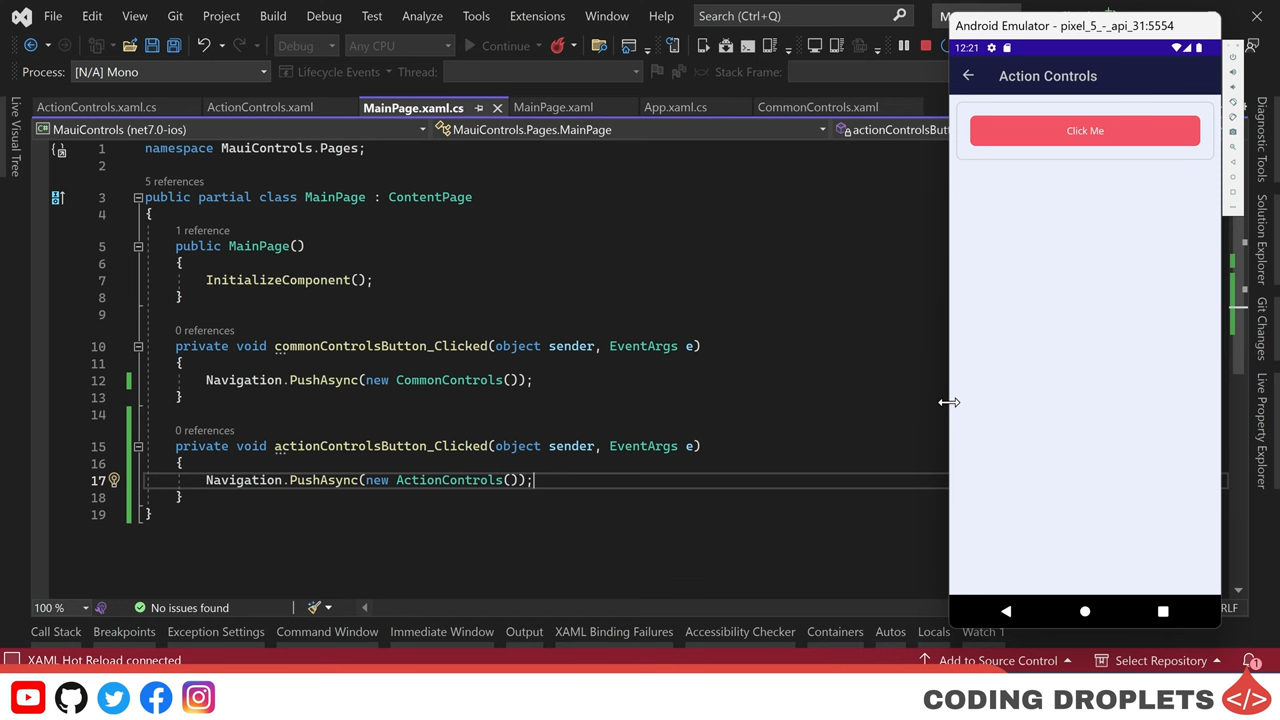 File Edit View Git Project Build Debug Test Analyze Tools Extensions Window Help Search (Ctrl+Q)
Debug Any CPU Continue
Process: [N/A] Mono Lifecycle Events Thread: Stack Frame:
ActionControls.xaml.cs ActionControls.xaml MainPage.xaml.cs MainPage.xaml App.xaml.cs CommonControls.xaml
MauiControls (net7.0-ios) MauiControls.Pages.MainPage actionControlsBut
Live Visual Tree
1 namespace MauiControls.Pages;
2
5 references
3 public partial class MainPage : ContentPage
4 {
1 reference
5 public MainPage()
6 {
7 InitializeComponent();
8 }
9
0 references
10 private void commonControlsButton_Clicked(object sender, EventArgs e)
11 {
12 Navigation.PushAsync(new CommonControls());
13 }
14
0 references
15 private void actionControlsButton_Clicked(object sender, EventArgs e)
16 {
17 Navigation.PushAsync(new ActionControls());
18 }
19 }
100 % No issues found RLF
Call Stack Breakpoints Exception Settings Command Window Immediate Window Output XAML Binding Failures Accessibility Checker Containers Autos Locals Watch 1
XAML Hot Reload connected Add to Source Control Select Repository 1
Android Emulator - pixel_5_-_api_31:5554
12:21
Action Controls
Click Me
Diagnostic Tools
Solution Explorer
Git Changes
Live Property Explorer
CODING DROPLETS